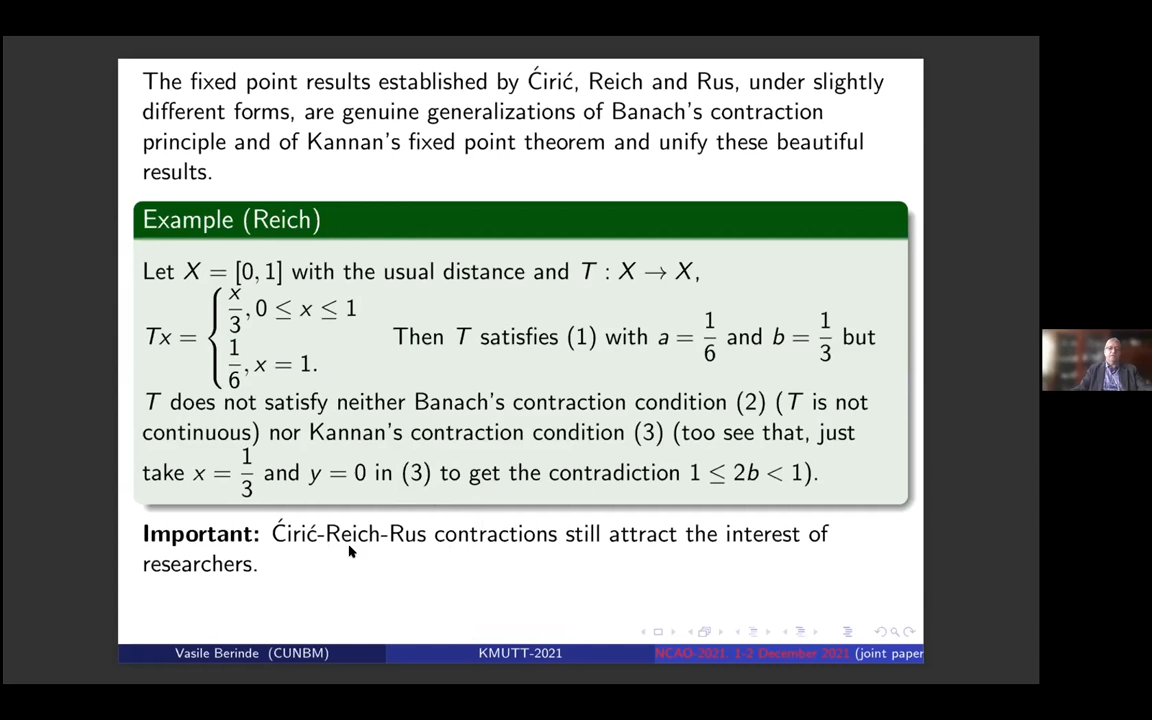 The fixed point results established by Ćirić, Reich and Rus, under slightly
different forms, are genuine generalizations of Banach's contraction
principle and of Kannan's fixed point theorem and unify these beautiful
results.
Example (Reich)
Let X = [0, 1] with the usual distance and T : X → X,
Tx = { x/3, 0 ≤ x ≤ 1
1/6, x = 1.
Then T satisfies (1) with a = 1/6 and b = 1/3 but
T does not satisfy neither Banach's contraction condition (2) (T is not
continuous) nor Kannan's contraction condition (3) (too see that, just
take x = 1/3 and y = 0 in (3) to get the contradiction 1 ≤ 2b < 1).
Important: Ćirić-Reich-Rus contractions still attract the interest of
researchers.
Vasile Berinde (CUNBM) KMUTT-2021 NCAO-2021, 1-2 December 2021 (joint paper